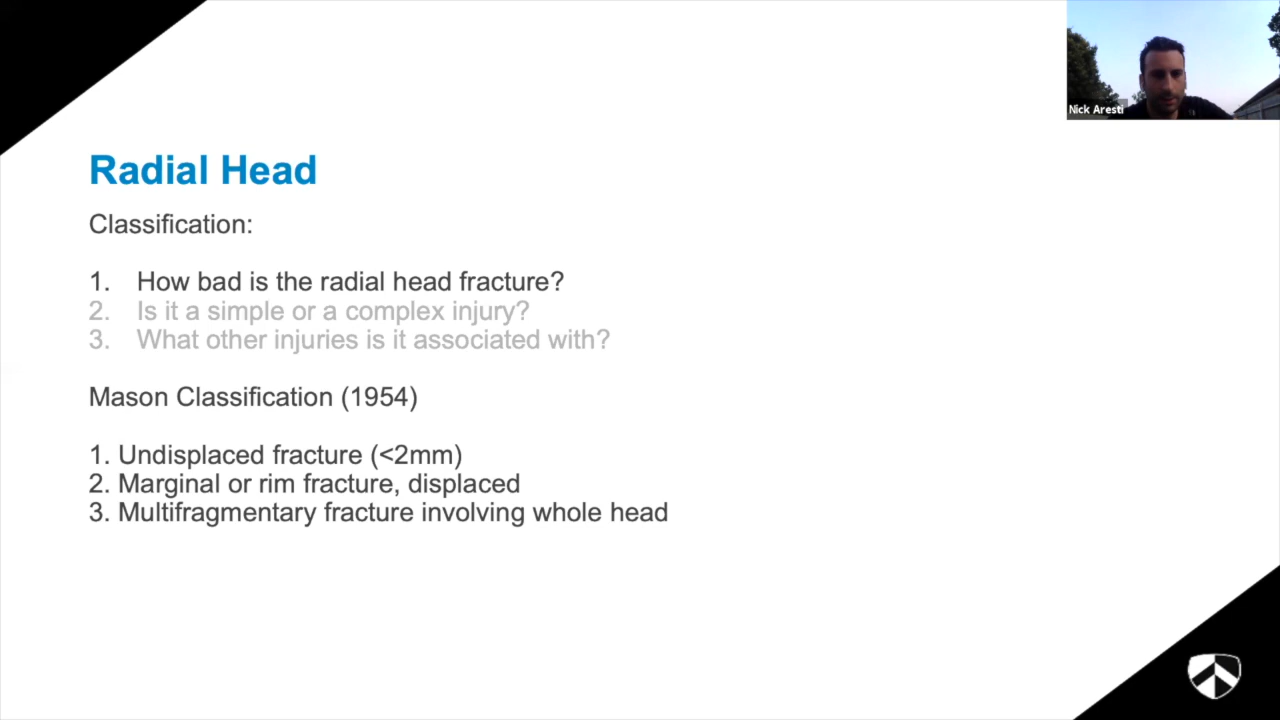 Nick Aresti
Radial Head
Classification:
1. How bad is the radial head fracture?
2. Is it a simple or a complex injury?
3. What other injuries is it associated with?
Mason Classification (1954)
1. Undisplaced fracture (<2mm)
2. Marginal or rim fracture, displaced
3. Multifragmentary fracture involving whole head